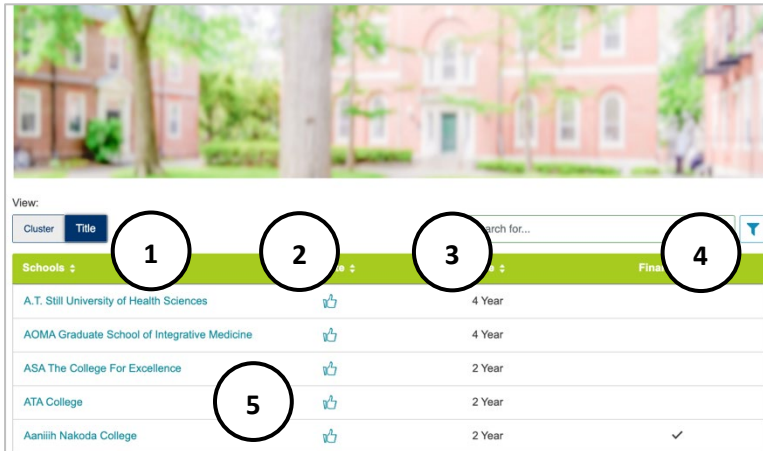 View:
Cluster Title
1 2 3 4
Schools
A.T. Still University of Health Sciences 4 Year
AOMA Graduate School of Integrative Medicine 4 Year
ASA The College For Excellence 2 Year
ATA College 5 2 Year
Aaniiih Nakoda College 2 Year